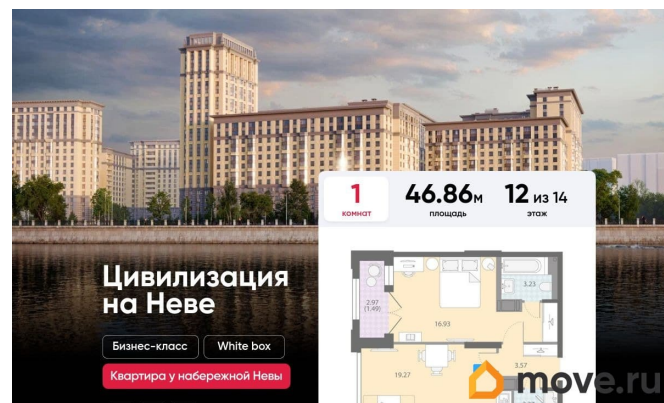 1
комнат
46.86м
площадь
12 из 14
этаж
Цивилизация
на Неве
Бизнес-класс
White box
Квартира у набережной Невы
2.97
(1.49)
16.93
3.23
3.57
19.27
move.ru